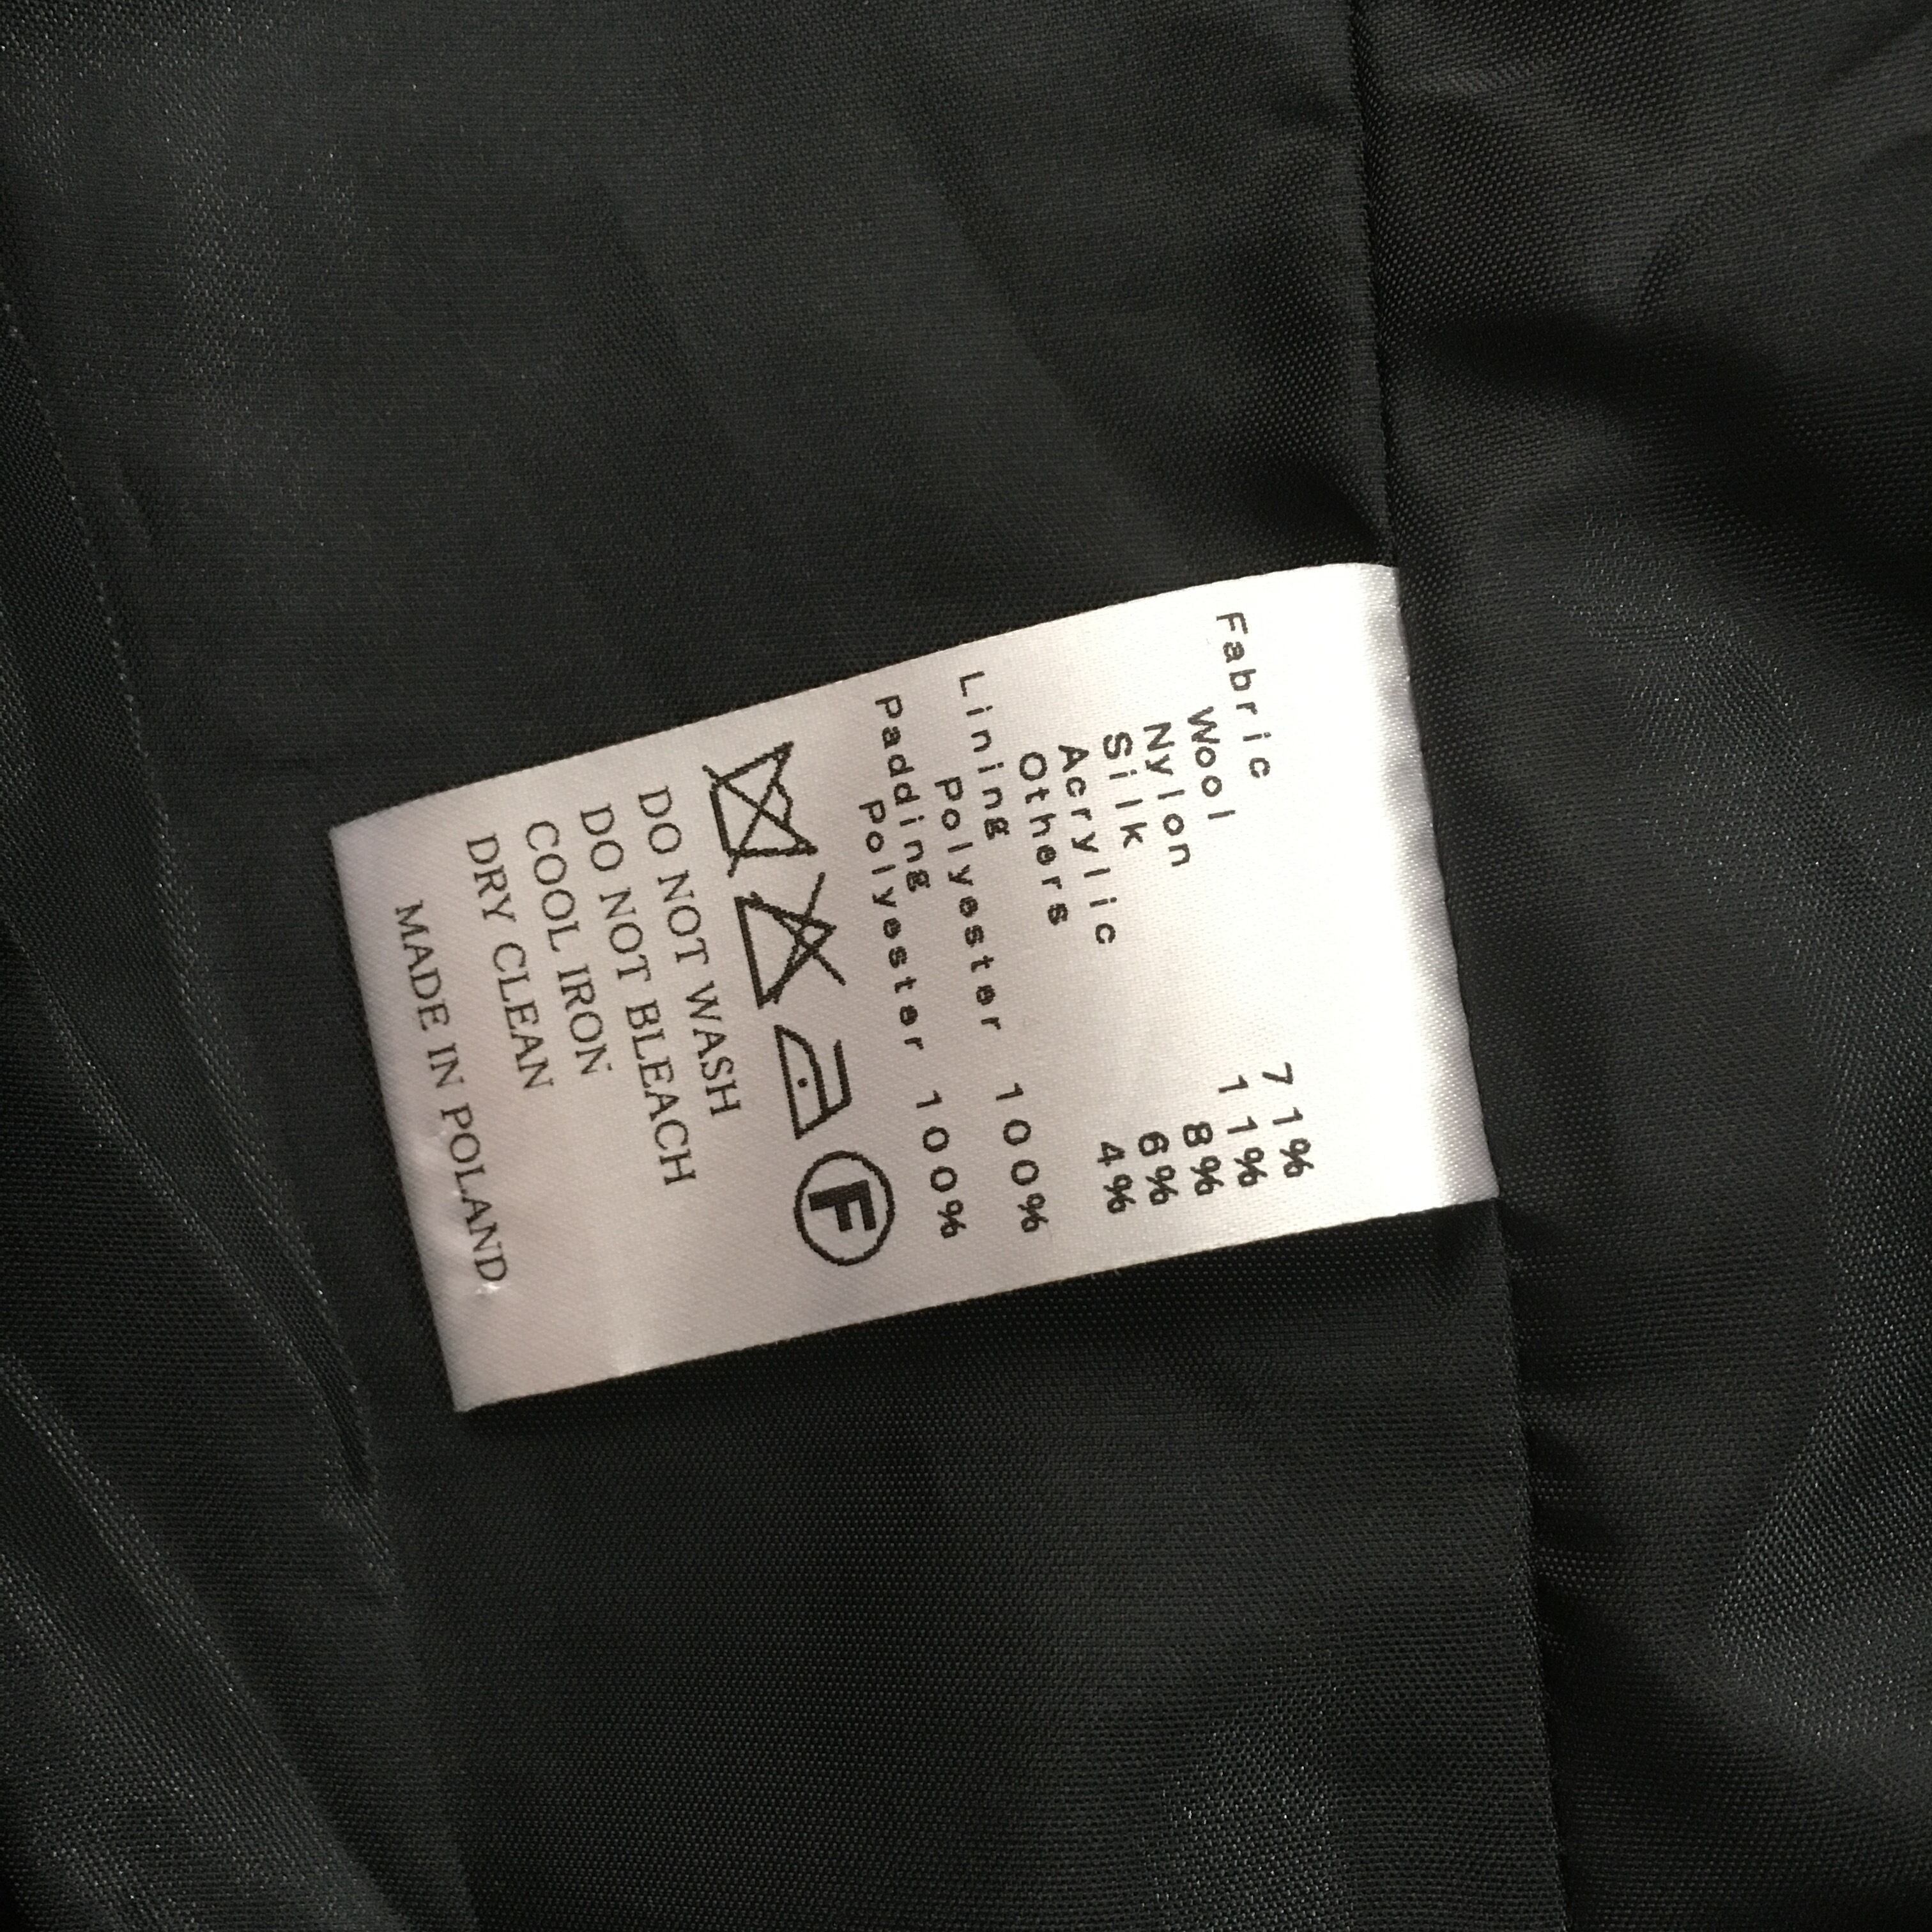 Fabric
Wool 71%
Nylon 11%
Silk 8%
Acrylic 6%
Others 4%
Lining
Polyester 100%
Padding
Polyester 100%
F
DO NOT WASH
DO NOT BLEACH
COOL IRON
DRY CLEAN
MADE IN POLAND